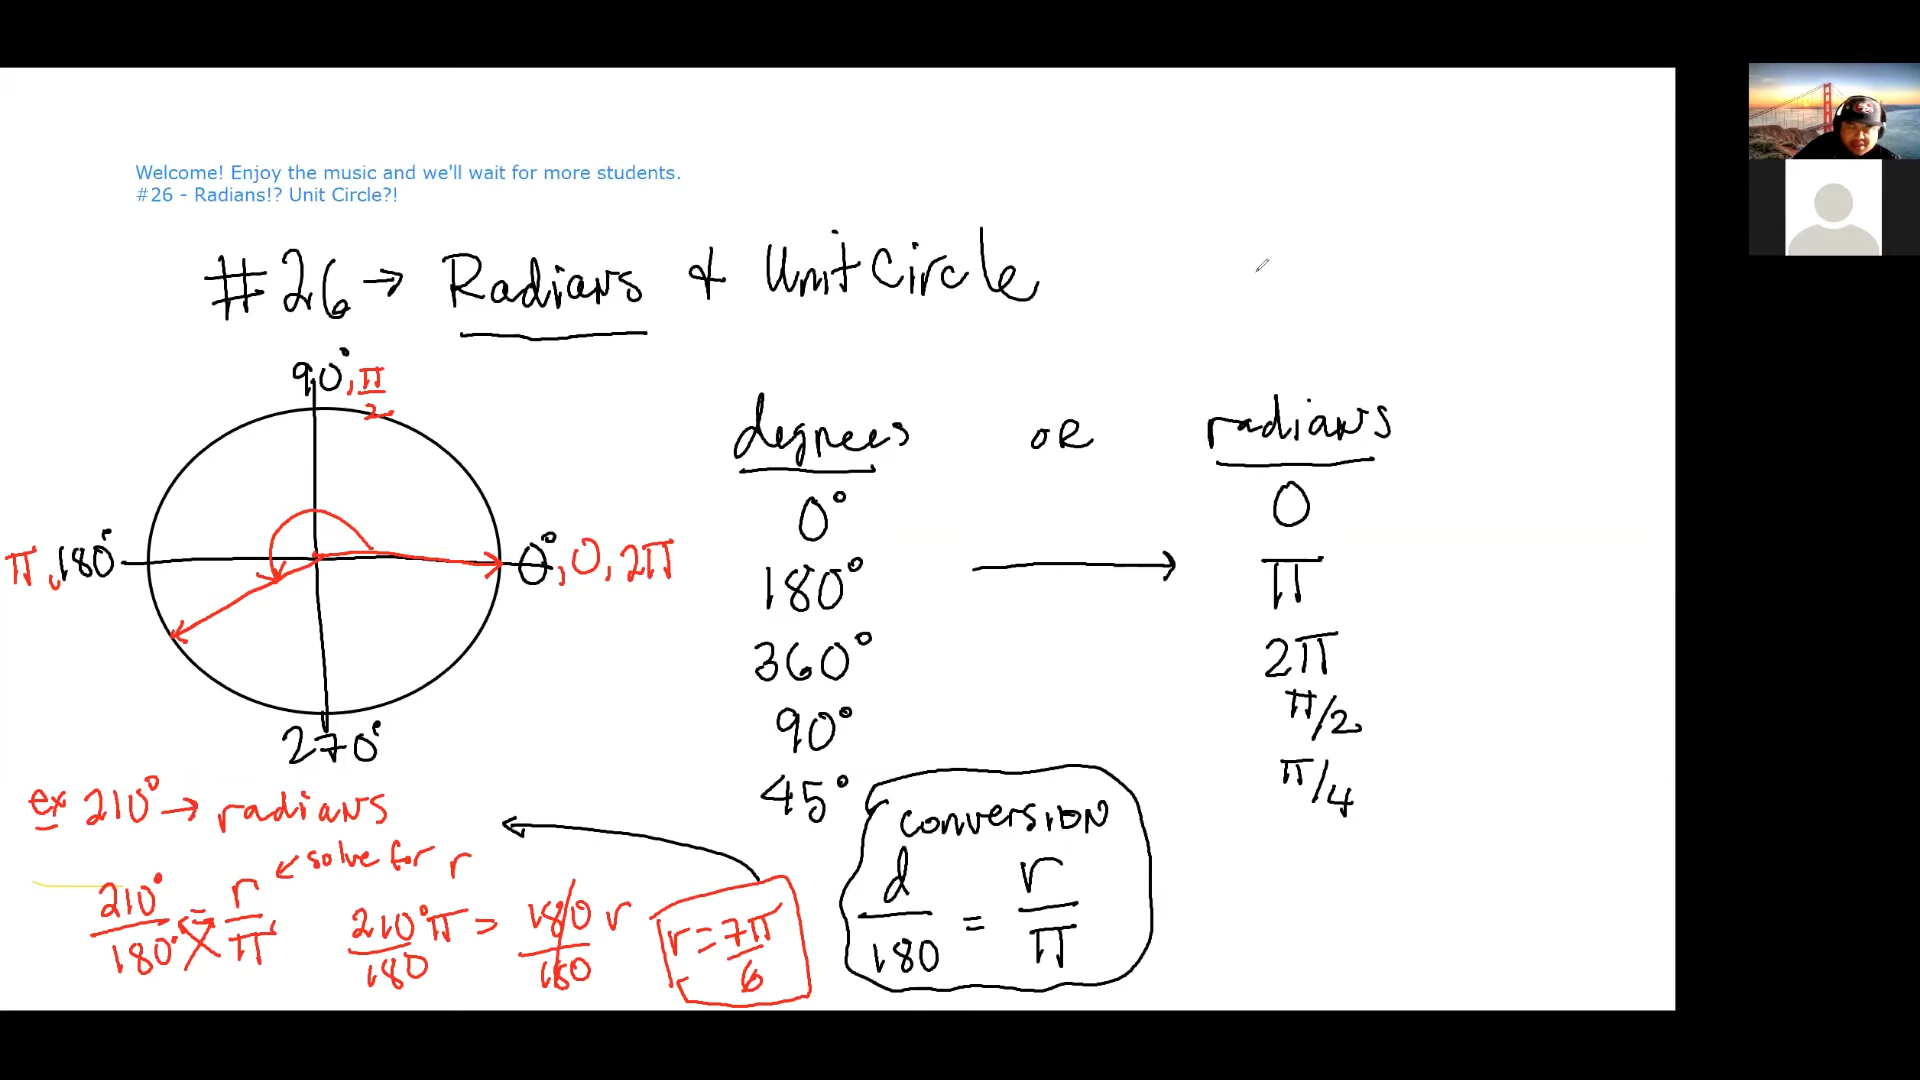 Welcome! Enjoy the music and we'll wait for more students.
#26 - Radians!? Unit Circle?!
#26 → Radians & Unit Circle
90°, π/2
π, 180°
0°, 0, 2π
270°
degrees OR radians
0° 0
180° → π
360° 2π
90° π/2
45° π/4
conversion
d/180 = r/π
ex 210° → radians
← solve for r
210°/180° = r/π
210°π/180 = 180 r/180
r = 7π/6